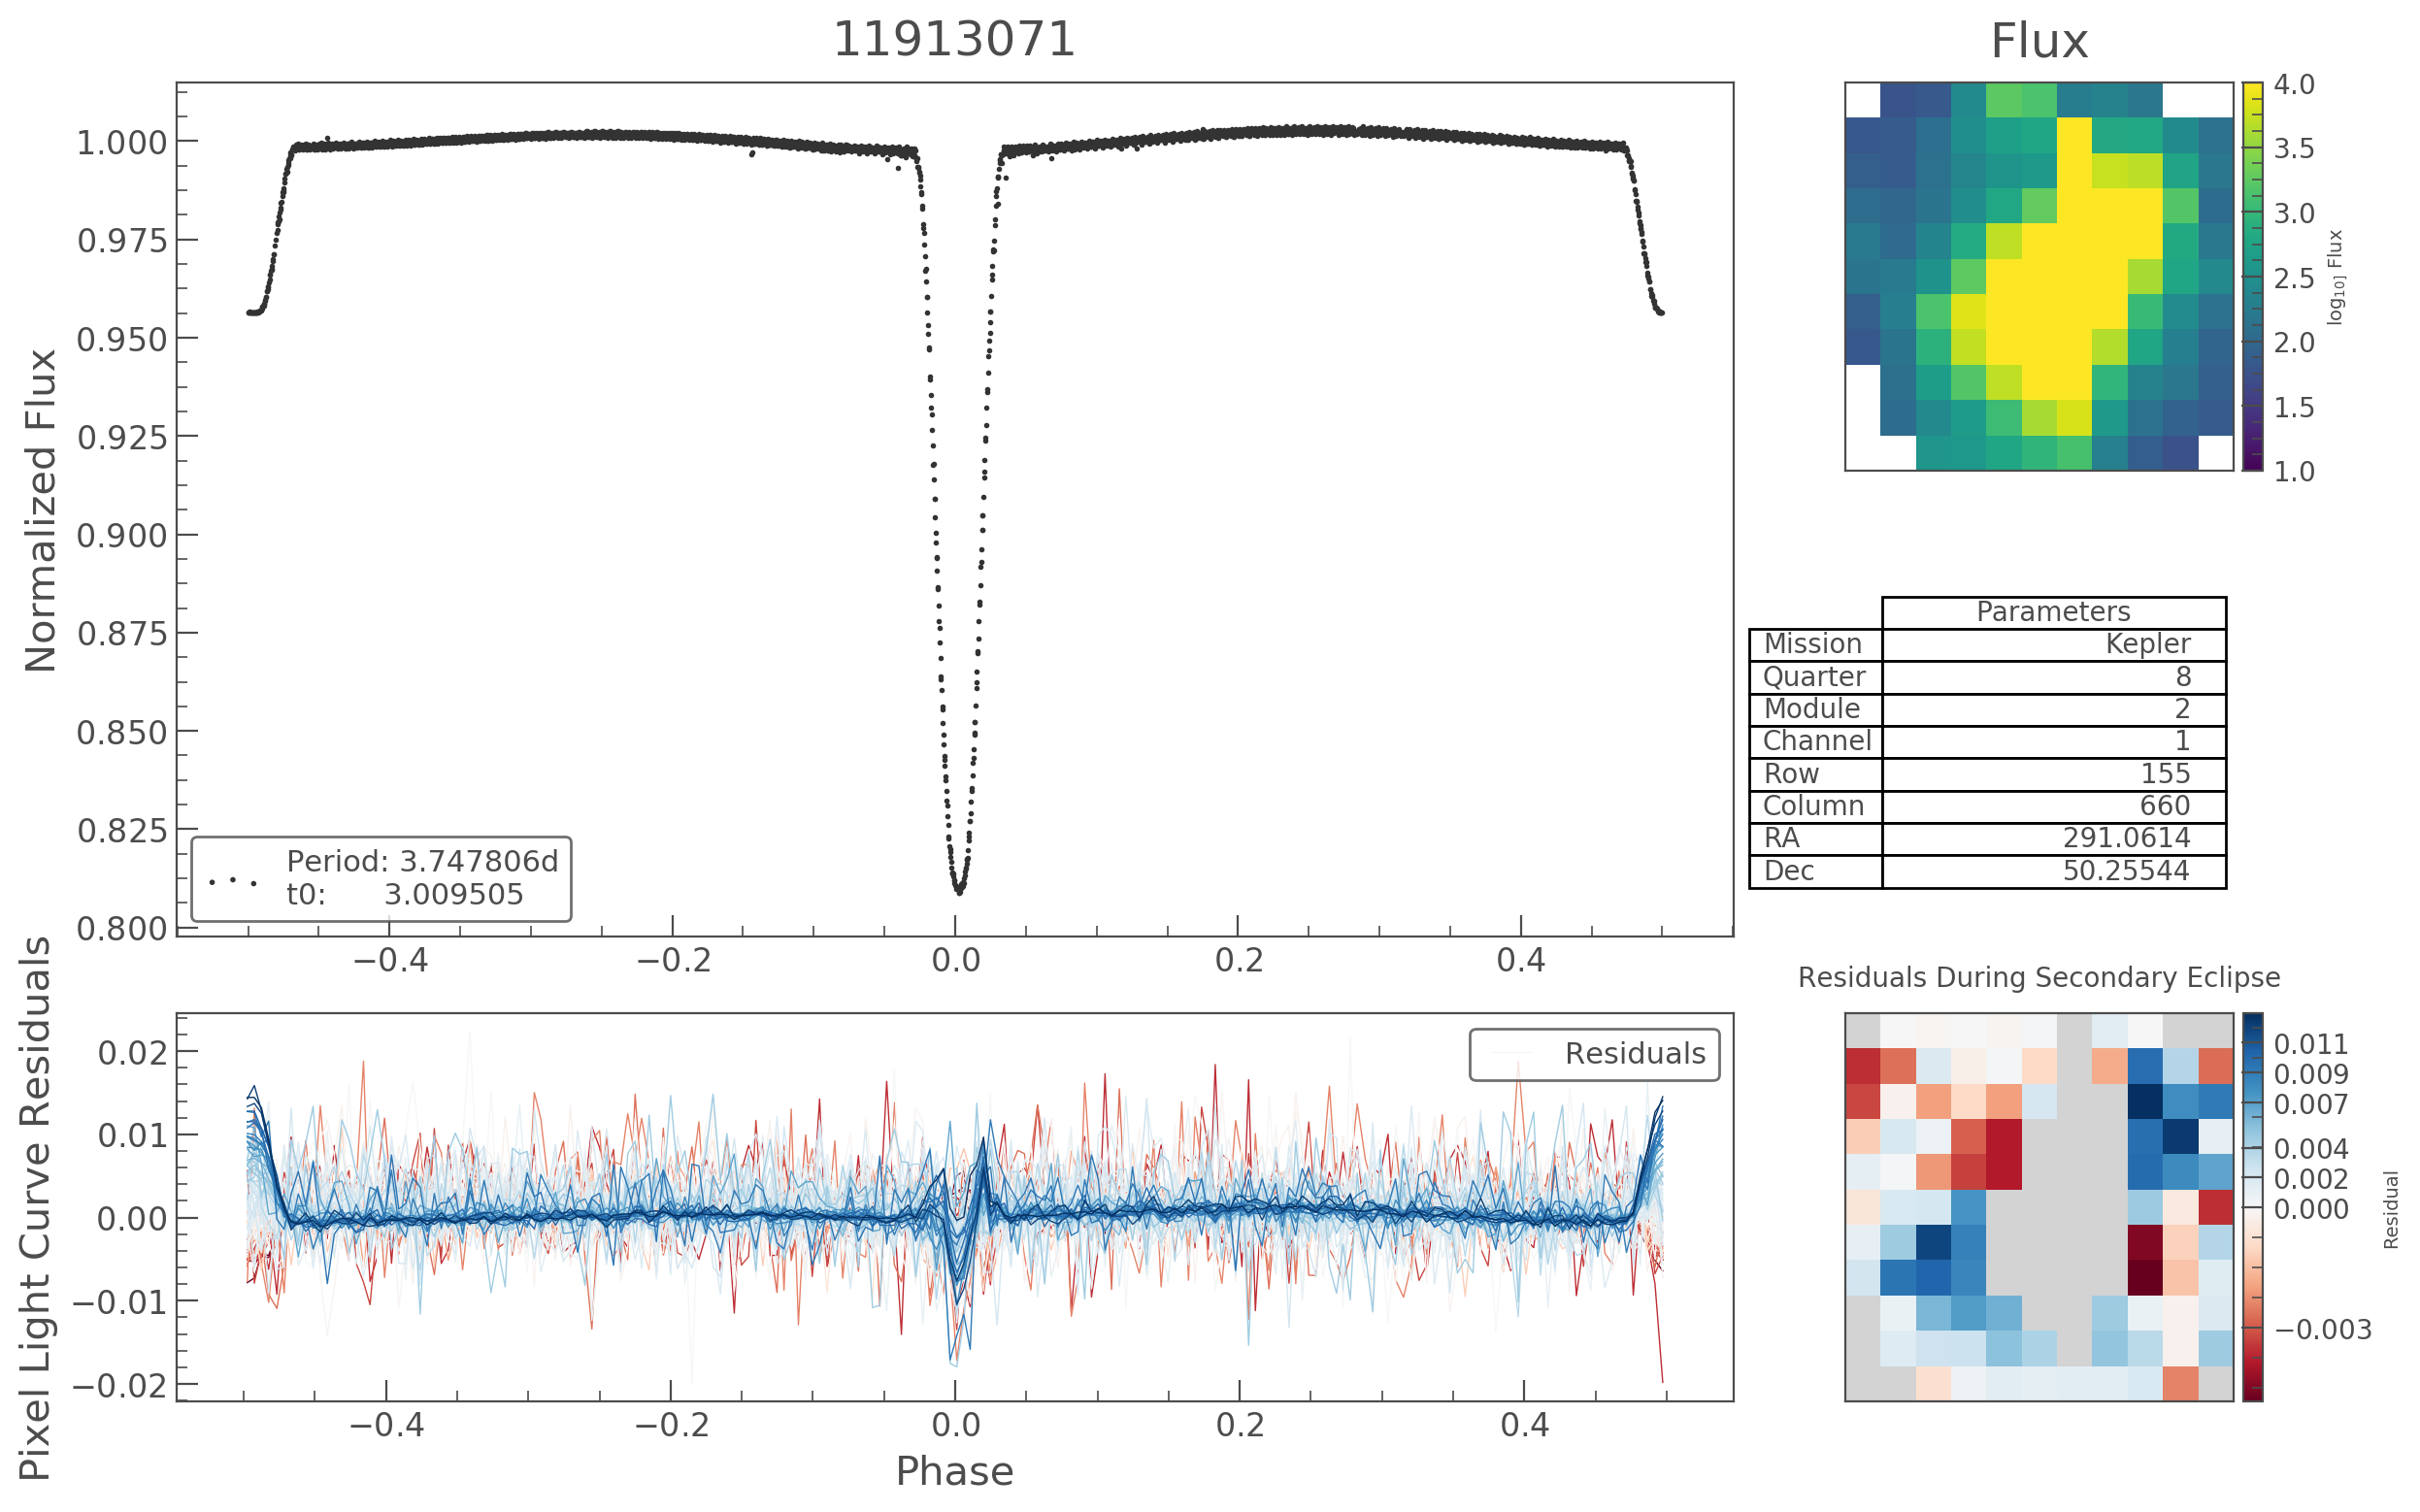 11913071
Flux
Normalized Flux
1.000
0.975
0.950
0.925
0.900
0.875
0.850
0.825
0.800
Period: 3.747806d
t0: 3.009505
−0.4
−0.2
0.0
0.2
0.4
4.0
3.5
3.0
2.5
2.0
1.5
1.0
log10] Flux
Parameters
Mission Kepler
Quarter 8
Module 2
Channel 1
Row 155
Column 660
RA 291.0614
Dec 50.25544
Pixel Light Curve Residuals
0.02
0.01
0.00
−0.01
−0.02
Residuals
−0.4
−0.2
0.0
0.2
0.4
Phase
Residuals During Secondary Eclipse
0.011
0.009
0.007
0.004
0.002
0.000
−0.003
Residual